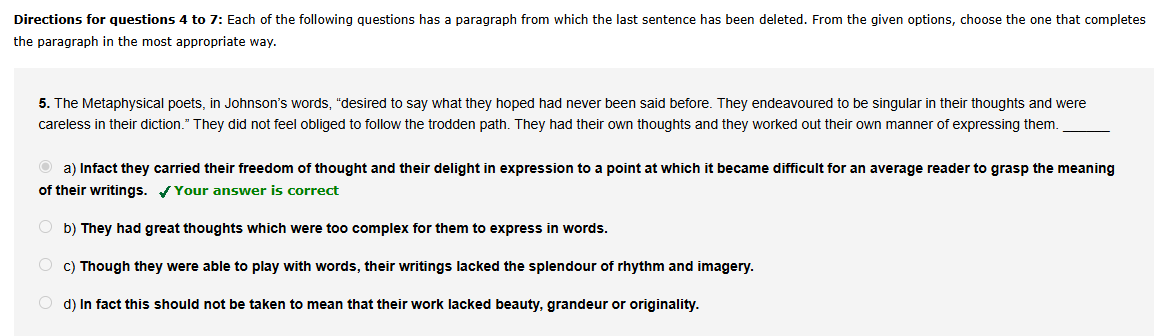 Directions for questions 4 to 7: Each of the following questions has a paragraph from which the last sentence has been deleted. From the given options, choose the one that completes
the paragraph in the most appropriate way.
5. The Metaphysical poets, in Johnson's words, “desired to say what they hoped had never been said before. They endeavoured to be singular in their thoughts and were
careless in their diction.” They did not feel obliged to follow the trodden path. They had their own thoughts and they worked out their own manner of expressing them. ______
a) Infact they carried their freedom of thought and their delight in expression to a point at which it became difficult for an average reader to grasp the meaning
of their writings. ✓Your answer is correct
b) They had great thoughts which were too complex for them to express in words.
c) Though they were able to play with words, their writings lacked the splendour of rhythm and imagery.
d) In fact this should not be taken to mean that their work lacked beauty, grandeur or originality.